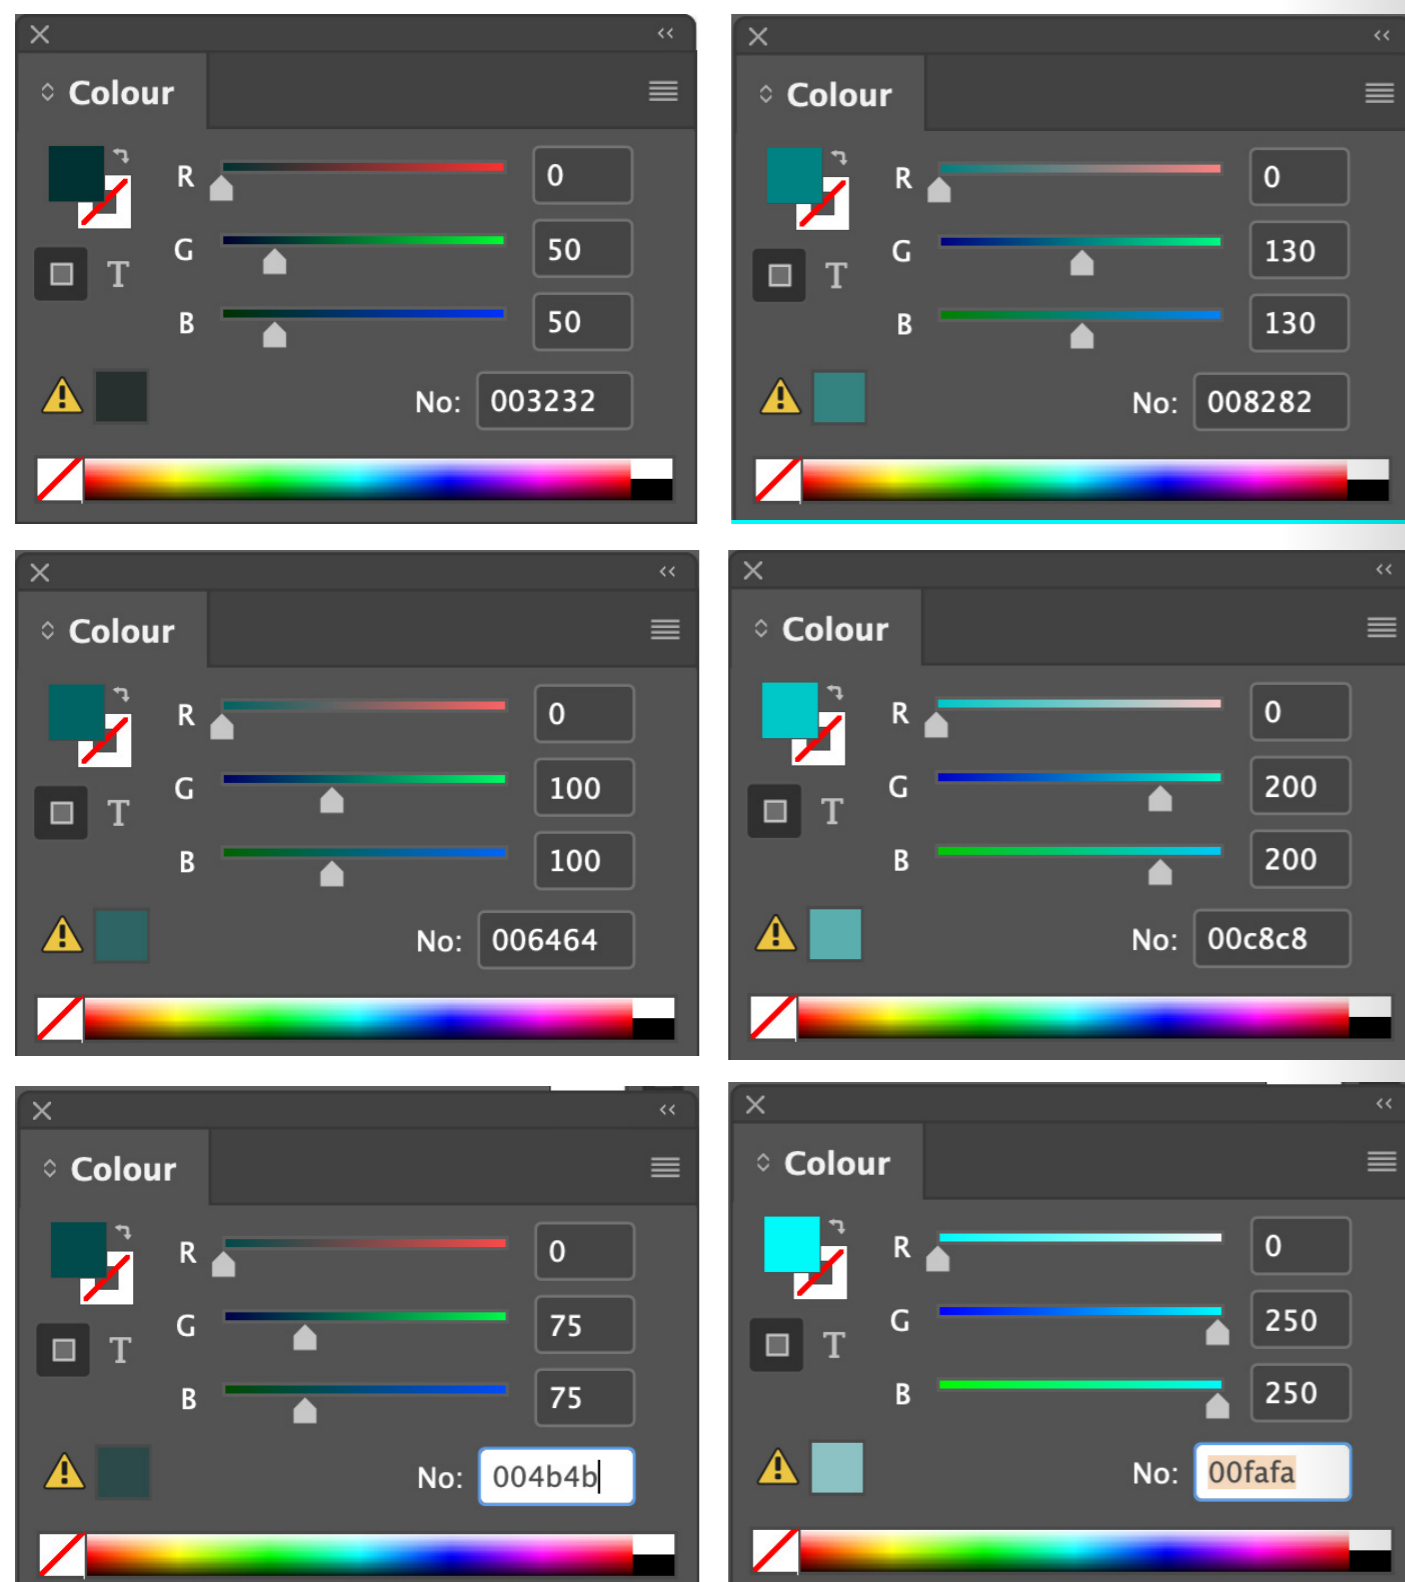 Colour
R 0
G 50
B 50
T
No: 003232
Colour
R 0
G 130
B 130
T
No: 008282
Colour
R 0
G 100
B 100
T
No: 006464
Colour
R 0
G 200
B 200
T
No: 00c8c8
Colour
R 0
G 75
B 75
T
No: 004b4b
Colour
R 0
G 250
B 250
T
No: 00fafa